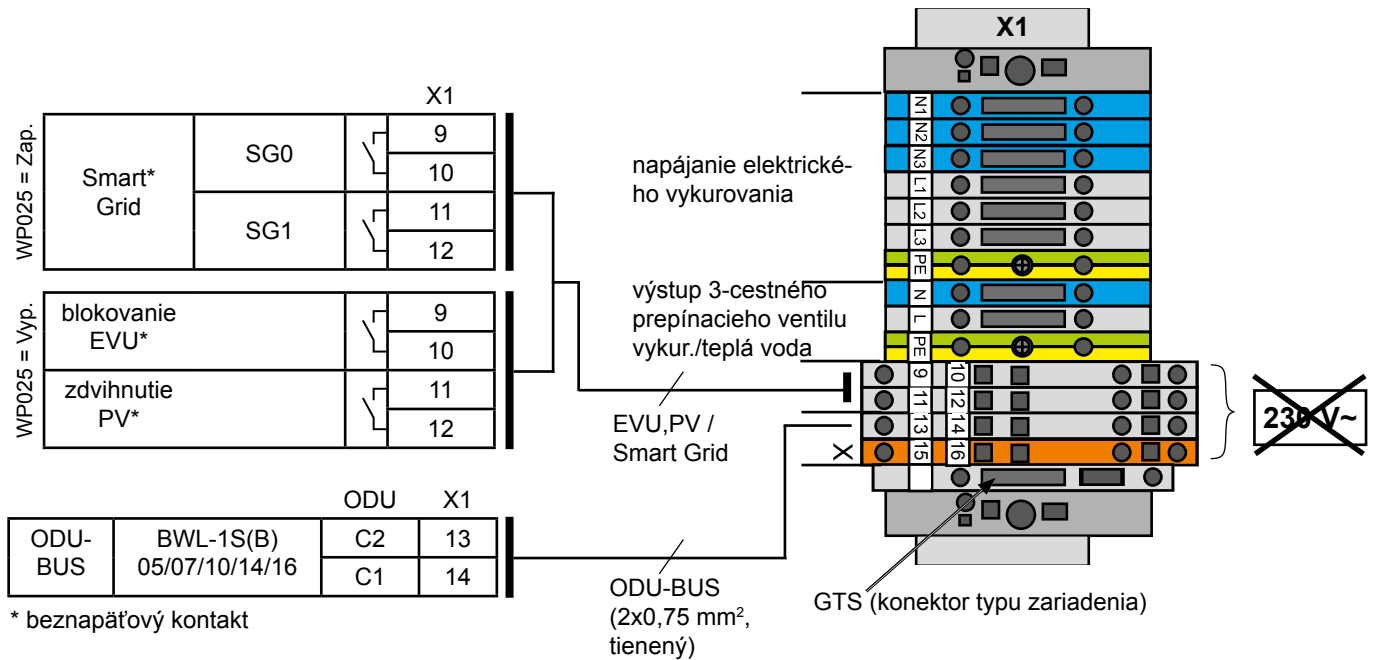 X1
WP025 = Zap.
Smart*
Grid
SG0
SG1
X1
9
10
11
12
WP025 = Vyp.
blokovanie
EVU*
zdvihnutie
PV*
9
10
11
12
ODU
X1
ODU-
BUS
BWL-1S(B)
05/07/10/14/16
C2
13
C1
14
* beznapäťový kontakt
napájanie elektrické-
ho vykurovania
výstup 3-cestného
prepínacieho ventilu
vykur./teplá voda
EVU,PV /
Smart Grid
ODU-BUS
(2x0,75 mm²,
tienený)
N1
N2
N3
L1
L2
L3
PE
N
L
PE
9 10
11 12
13 14
X 15 16
230 V~
GTS (konektor typu zariadenia)